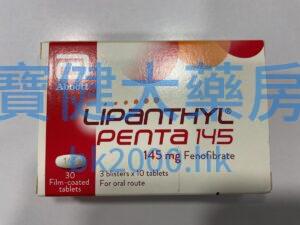 Abbott
寶健大藥房
LIPANTHYL®
PENTA 145
145 mg Fenofibrate
hk2000.hk
30
Film-coated
tablets
3 blisters x 10 tablets
For oral route